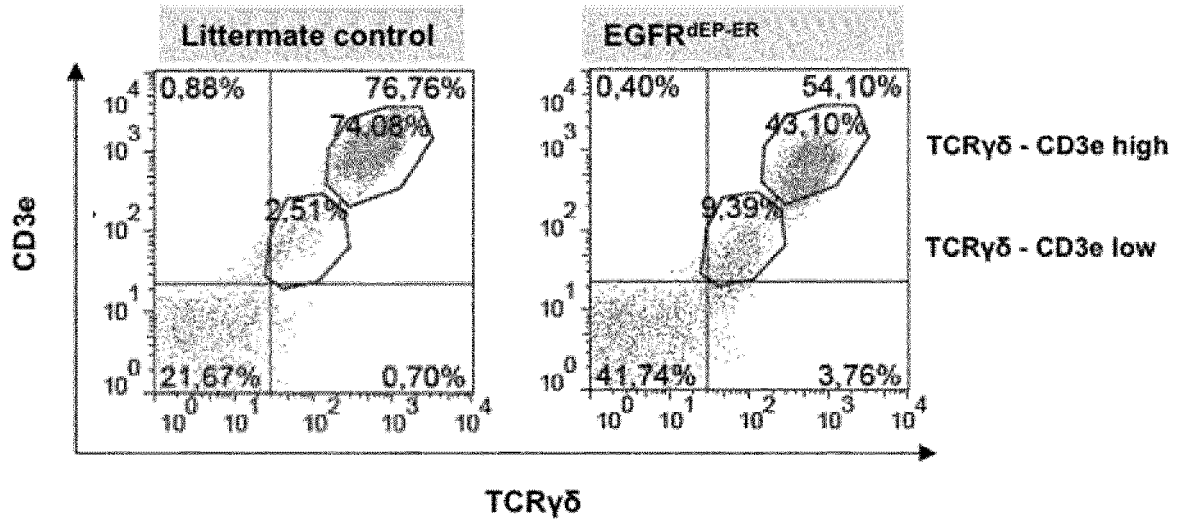 Littermate control
EGFRdEP-ER
0,88%
76,76%
74,08%
2,51%
21,67%
0,70%
0,40%
54,10%
43,10%
9,39%
41,74%
3,76%
TCRγδ - CD3e high
TCRγδ - CD3e low
CD3e
10^4
10^3
10^2
10^1
10^0
10^0 10^1 10^2 10^3 10^4
10^4
10^3
10^2
10^1
10^0
10^0 10^1 10^2 10^3 10^4
TCRγδ